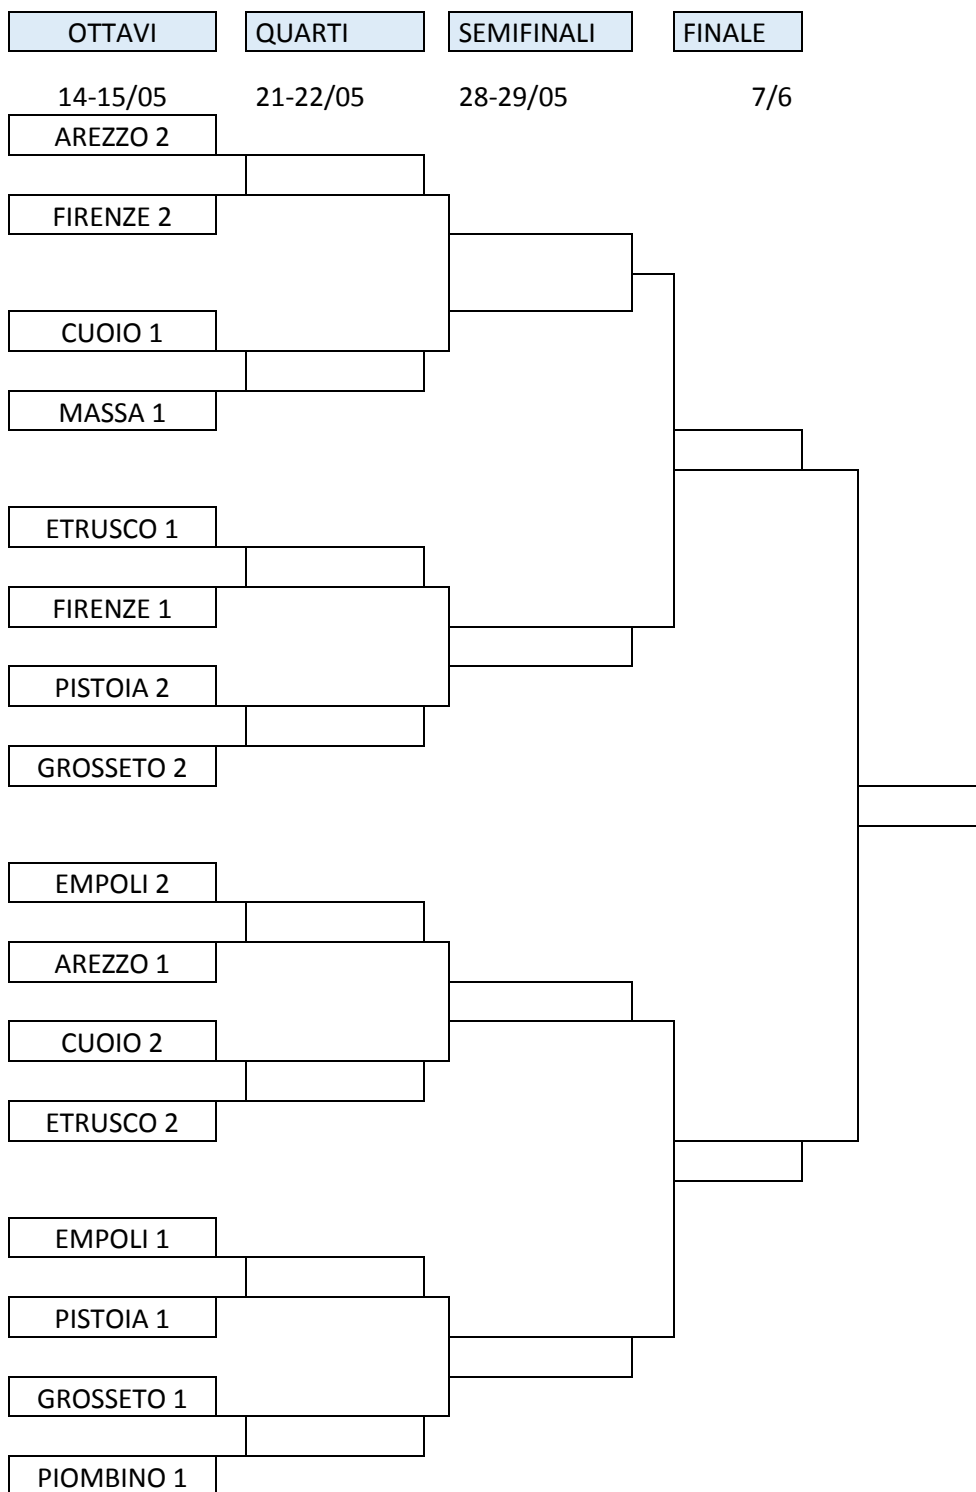 OTTAVI QUARTI SEMIFINALI FINALE
14-15/05 21-22/05 28-29/05 7/6
AREZZO 2
FIRENZE 2
CUOIO 1
MASSA 1
ETRUSCO 1
FIRENZE 1
PISTOIA 2
GROSSETO 2
EMPOLI 2
AREZZO 1
CUOIO 2
ETRUSCO 2
EMPOLI 1
PISTOIA 1
GROSSETO 1
PIOMBINO 1